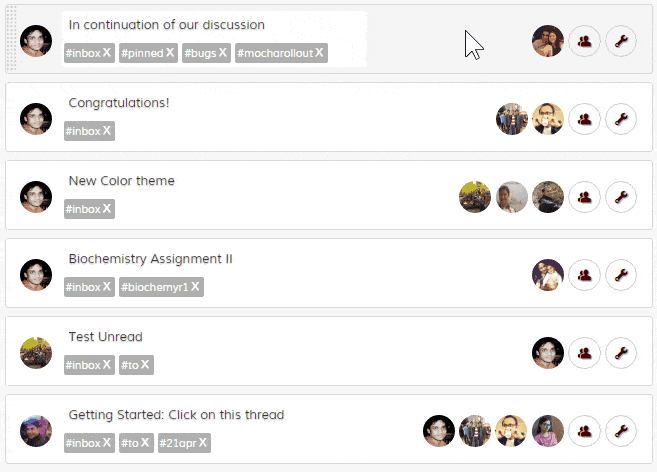 In continuation of our discussion
#inbox X #pinned X #bugs X #mocharollout X
Congratulations!
#inbox X
New Color theme
#inbox X
Biochemistry Assignment II
#inbox X #biochemyr1 X
Test Unread
#inbox X #to X
Getting Started: Click on this thread
#inbox X #to X #21apr X